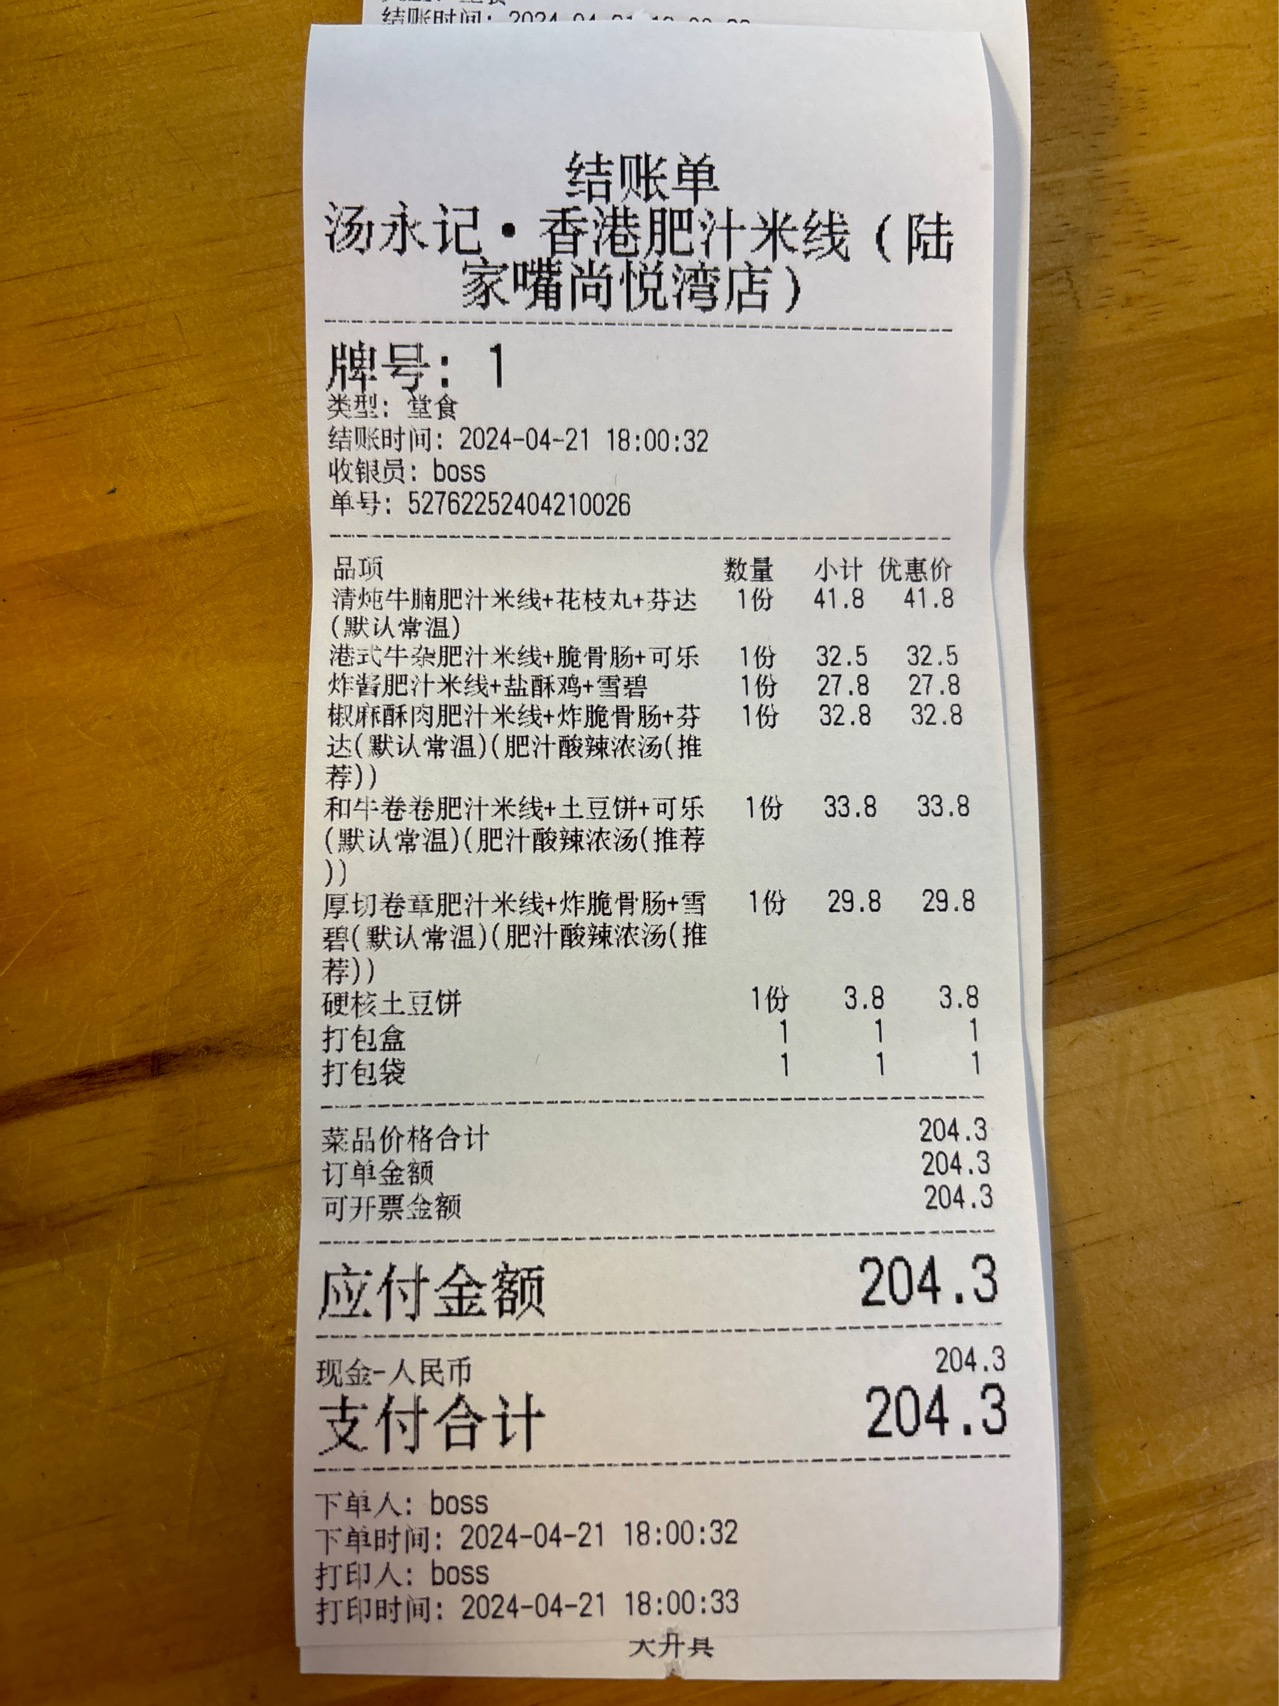 结账时间: 2024-04-21
结账单
汤永记·香港肥汁米线(陆
家嘴尚悦湾店)
牌号: 1
类型: 堂食
结账时间: 2024-04-21 18:00:32
收银员: boss
单号: 52762252404210026
品项 数量 小计 优惠价
清炖牛腩肥汁米线+花枝丸+芬达 1份 41.8 41.8
(默认常温)
港式牛杂肥汁米线+脆骨肠+可乐 1份 32.5 32.5
炸酱肥汁米线+盐酥鸡+雪碧 1份 27.8 27.8
椒麻酥肉肥汁米线+炸脆骨肠+芬 1份 32.8 32.8
达(默认常温)(肥汁酸辣浓汤(推
荐))
和牛卷卷肥汁米线+土豆饼+可乐 1份 33.8 33.8
(默认常温)(肥汁酸辣浓汤(推荐
))
厚切卷章肥汁米线+炸脆骨肠+雪 1份 29.8 29.8
碧(默认常温)(肥汁酸辣浓汤(推
荐))
硬核土豆饼 1份 3.8 3.8
打包盒 1 1 1
打包袋 1 1 1
菜品价格合计 204.3
订单金额 204.3
可开票金额 204.3
应付金额 204.3
现金-人民币 204.3
支付合计 204.3
下单人: boss
下单时间: 2024-04-21 18:00:32
打印人: boss
打印时间: 2024-04-21 18:00:33